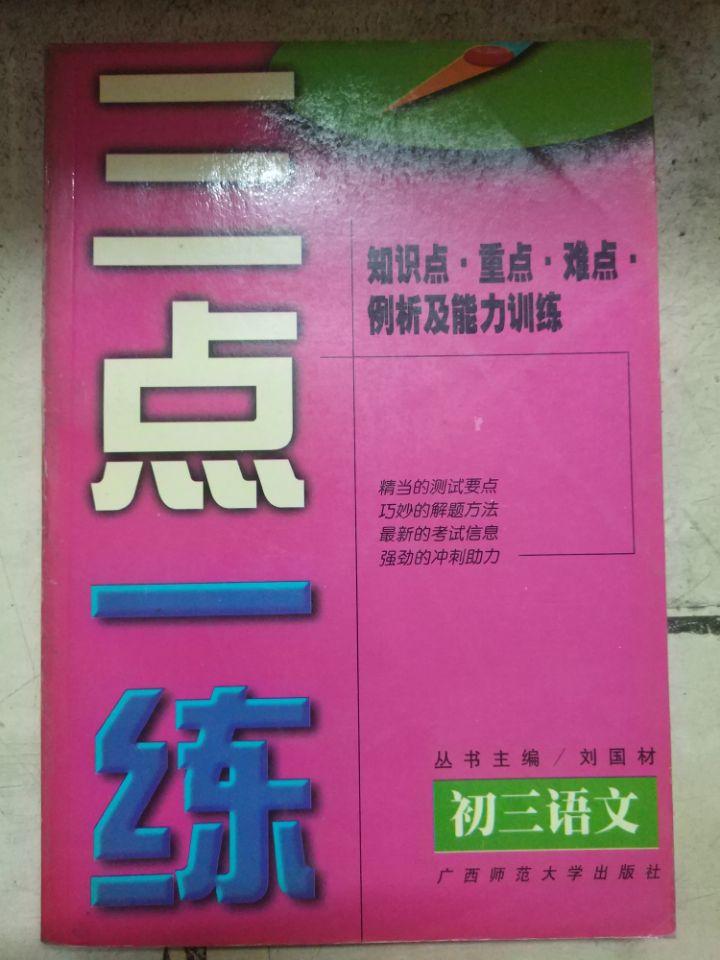 三点一练
知识点·重点·难点·
例析及能力训练
精当的测试要点
巧妙的解题方法
最新的考试信息
强劲的冲刺助力
丛书主编/刘国材
初三语文
广西师范大学出版社